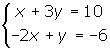 x + 3y = 10
-2x + y = -6